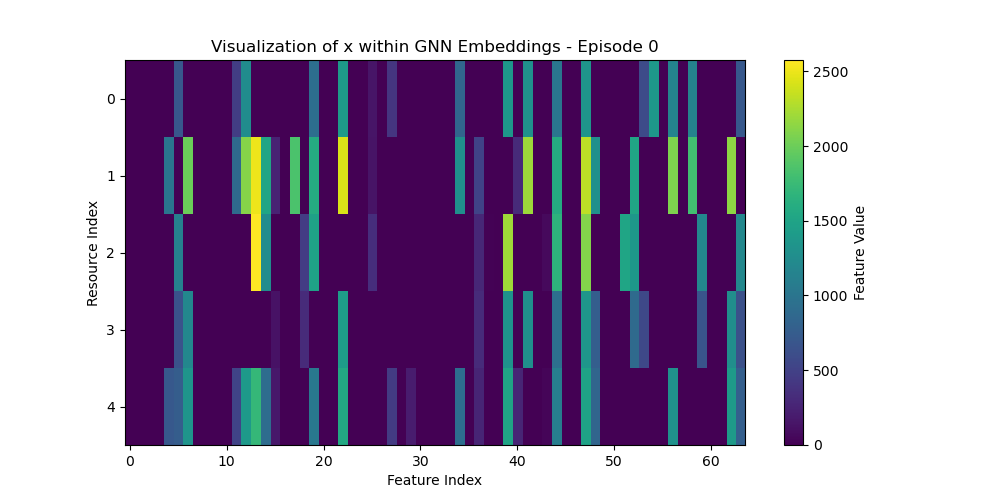 Visualization of x within GNN Embeddings - Episode 0
Resource Index
0
1
2
3
4
0 10 20 30 40 50 60
Feature Index
2500
2000
1500
1000
500
0
Feature Value